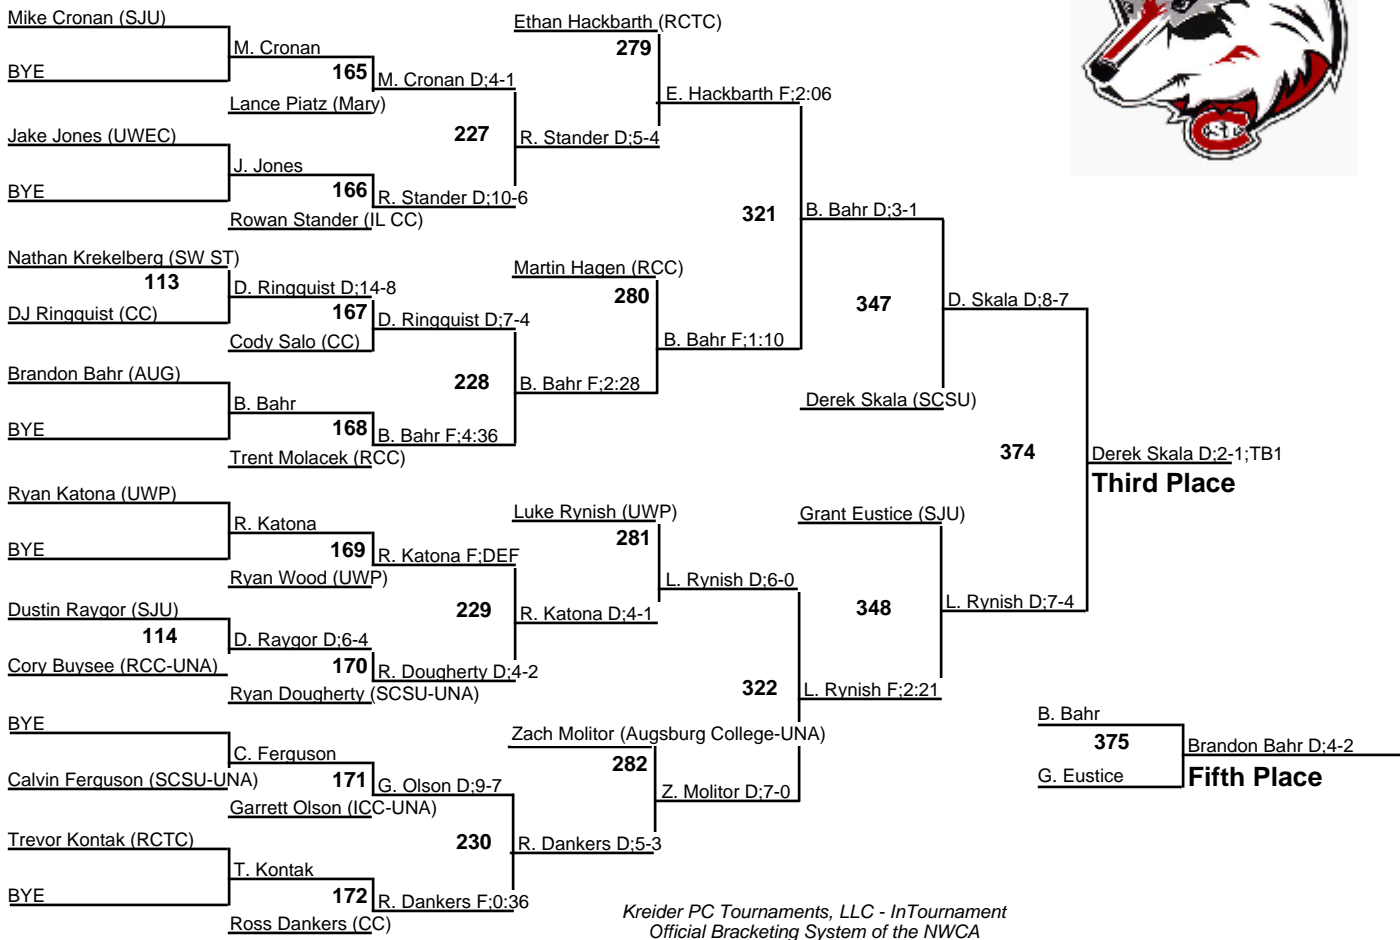 Mike Cronan (SJU)
BYE
M. Cronan
165
Lance Piatz (Mary)
M. Cronan D;4-1
Jake Jones (UWEC)
BYE
J. Jones
166
Rowan Stander (IL CC)
R. Stander D;10-6
227
R. Stander D;5-4
Ethan Hackbarth (RCTC)
279
E. Hackbarth F;2:06
Nathan Krekelberg (SW ST)
113
DJ Ringquist (CC)
D. Ringquist D;14-8
167
Cody Salo (CC)
D. Ringquist D;7-4
Brandon Bahr (AUG)
BYE
B. Bahr
168
Trent Molacek (RCC)
B. Bahr F;4:36
228
B. Bahr F;2:28
Martin Hagen (RCC)
280
B. Bahr F;1:10
321
B. Bahr D;3-1
347
Derek Skala (SCSU)
D. Skala D;8-7
Ryan Katona (UWP)
BYE
R. Katona
169
Ryan Wood (UWP)
R. Katona F;DEF
Dustin Raygor (SJU)
114
Cory Buysee (RCC-UNA)
D. Raygor D;6-4
170
Ryan Dougherty (SCSU-UNA)
R. Dougherty D;4-2
229
R. Katona D;4-1
Luke Rynish (UWP)
281
L. Rynish D;6-0
BYE
Calvin Ferguson (SCSU-UNA)
C. Ferguson
171
Garrett Olson (ICC-UNA)
G. Olson D;9-7
Trevor Kontak (RCTC)
BYE
T. Kontak
172
Ross Dankers (CC)
R. Dankers F;0:36
230
R. Dankers D;5-3
Zach Molitor (Augsburg College-UNA)
282
Z. Molitor D;7-0
322
L. Rynish F;2:21
Grant Eustice (SJU)
348
L. Rynish D;7-4
374
Derek Skala D;2-1;TB1
Third Place
B. Bahr
375
G. Eustice
Brandon Bahr D;4-2
Fifth Place
Kreider PC Tournaments, LLC - InTournament
Official Bracketing System of the NWCA